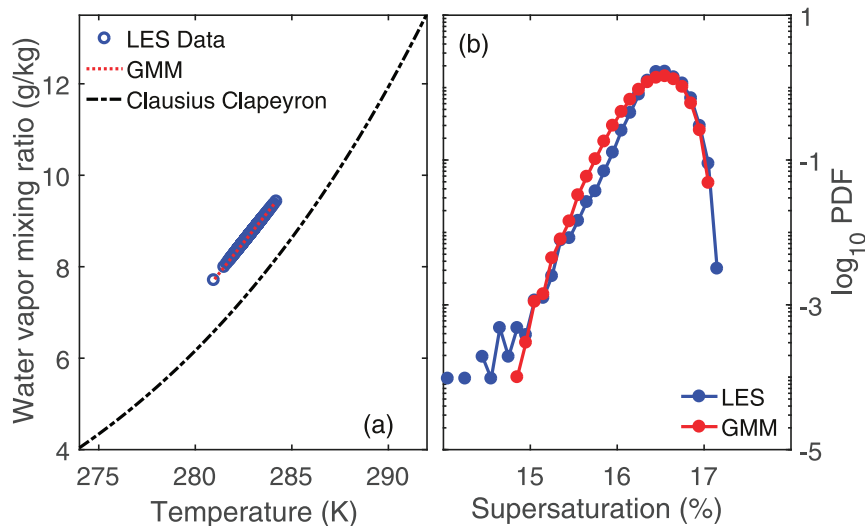 Water vapor mixing ratio (g/kg)
12
10
8
6
4
LES Data
GMM
Clausius Clapeyron
(a)
275
280
285
290
Temperature (K)
(b)
1
-1
-3
-5
log10 PDF
LES
GMM
15
16
17
Supersaturation (%)